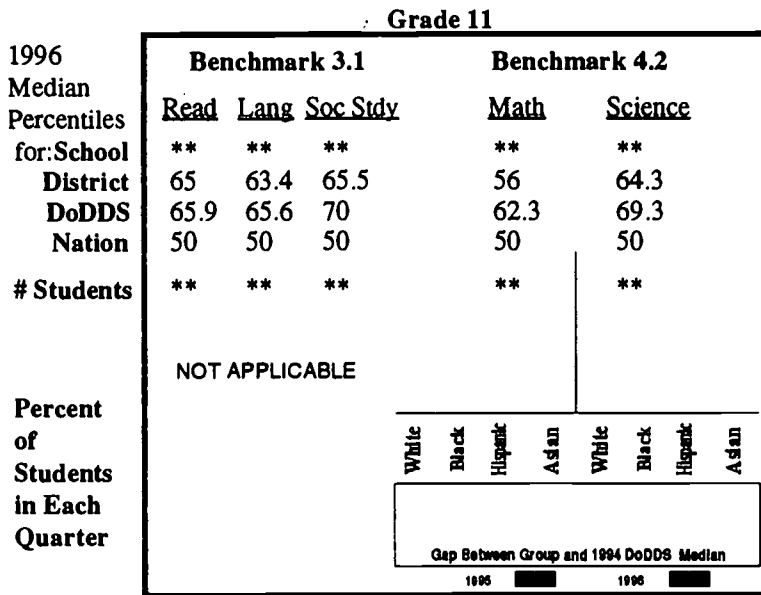 Grade 11
1996 Median Percentiles for:
Benchmark 3.1 Benchmark 4.2
Read Lang Soc Stdy Math Science
School ** ** ** ** **
District 65 63.4 65.5 56 64.3
DoDDS 65.9 65.6 70 62.3 69.3
Nation 50 50 50 50 50
# Students ** ** ** ** **
NOT APPLICABLE
Percent
of
Students
in Each
Quarter
White Black Hispanic Asian White Black Hispanic Asian
Gap Between Group and 1994 DoDDS Median
1995 1996